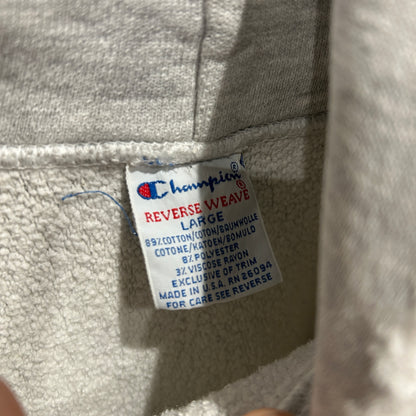 Champion®
REVERSE WEAVE®
LARGE
89% COTTON/COTON/BAUMWOLLE
COTONE/KATOEN/BOMULD
8% POLYESTER
3% VISCOSE RAYON
EXCLUSIVE OF TRIM
MADE IN U.S.A. RN 26094
FOR CARE SEE REVERSE